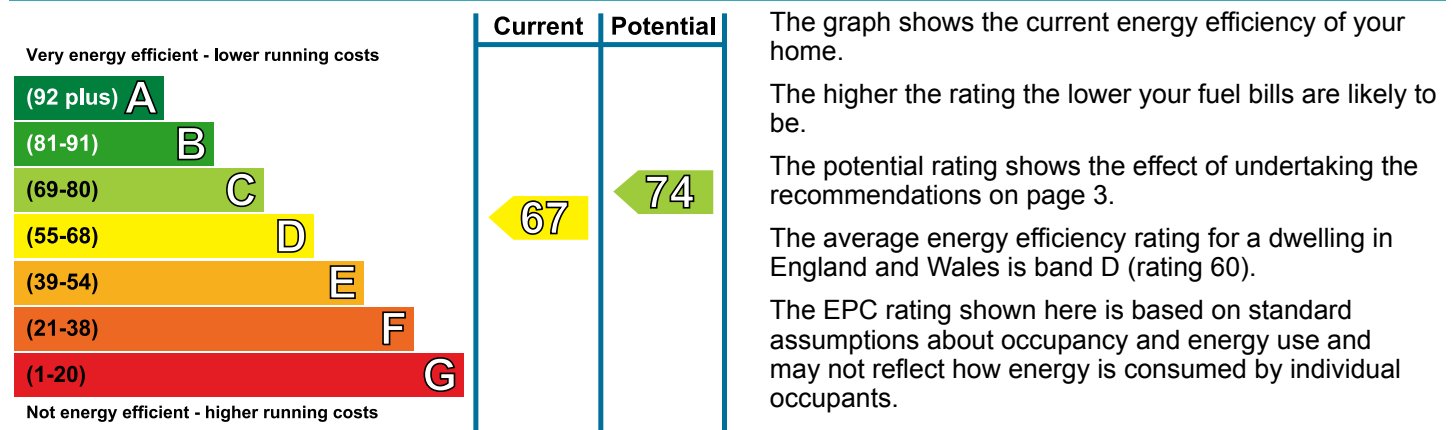 Current Potential
Very energy efficient - lower running costs
(92 plus) A
(81-91) B
(69-80) C
(55-68) D
(39-54) E
(21-38) F
(1-20) G
Not energy efficient - higher running costs
67
74
The graph shows the current energy efficiency of your
home.
The higher the rating the lower your fuel bills are likely to
be.
The potential rating shows the effect of undertaking the
recommendations on page 3.
The average energy efficiency rating for a dwelling in
England and Wales is band D (rating 60).
The EPC rating shown here is based on standard
assumptions about occupancy and energy use and
may not reflect how energy is consumed by individual
occupants.